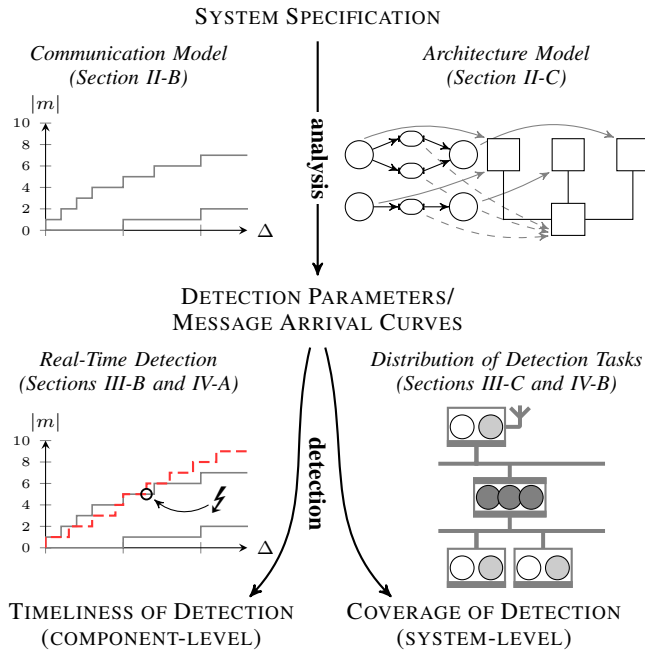 SYSTEM SPECIFICATION
Communication Model
(Section II-B)
Architecture Model
(Section II-C)
|m|
10
8
6
4
2
0
Δ
analysis
DETECTION PARAMETERS/
MESSAGE ARRIVAL CURVES
Real-Time Detection
(Sections III-B and IV-A)
Distribution of Detection Tasks
(Sections III-C and IV-B)
|m|
10
8
6
4
2
0
Δ
detection
TIMELINESS OF DETECTION
(COMPONENT-LEVEL)
COVERAGE OF DETECTION
(SYSTEM-LEVEL)